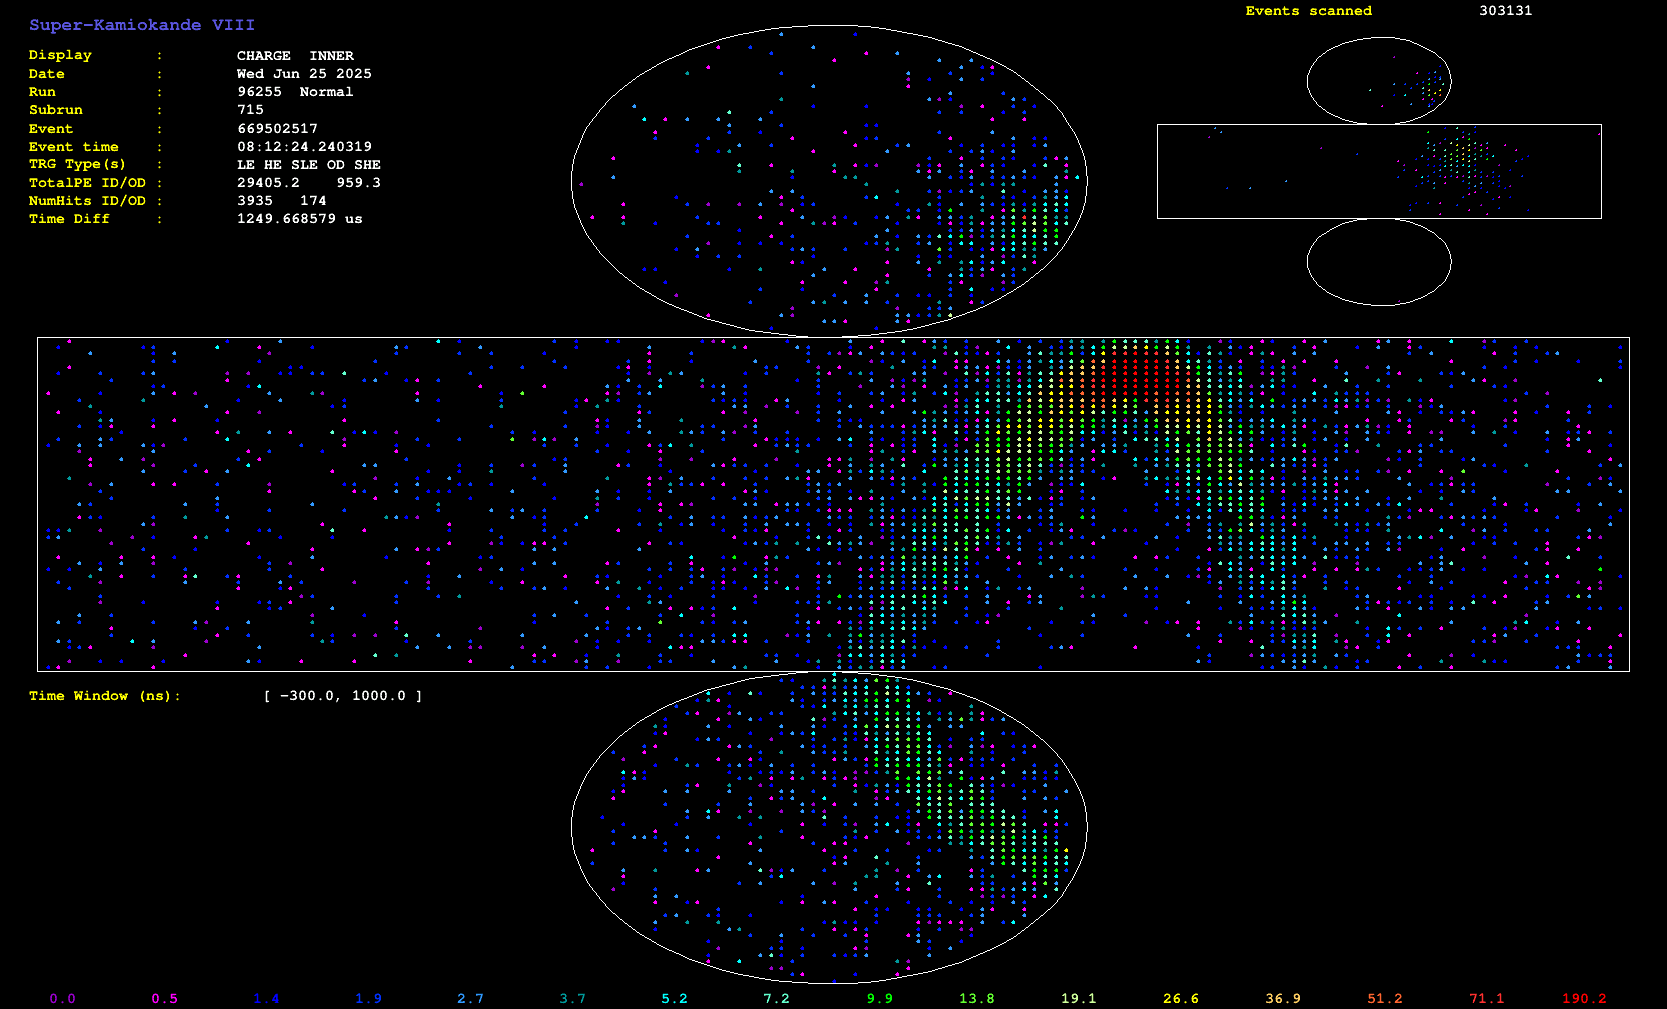 Super-Kamiokande VIII
Display : CHARGE INNER
Date : Wed Jun 25 2025
Run : 96255 Normal
Subrun : 715
Event : 669502517
Event time : 08:12:24.240319
TRG Type(s) : LE HE SLE OD SHE
TotalPE ID/OD : 29405.2 959.3
NumHits ID/OD : 3935 174
Time Diff : 1249.668579 us
Events scanned 303131
Time Window (ns): [ -300.0, 1000.0 ]
0.0 0.5 1.4 1.9 2.7 3.7 5.2 7.2 9.9 13.8 19.1 26.6 36.9 51.2 71.1 190.2